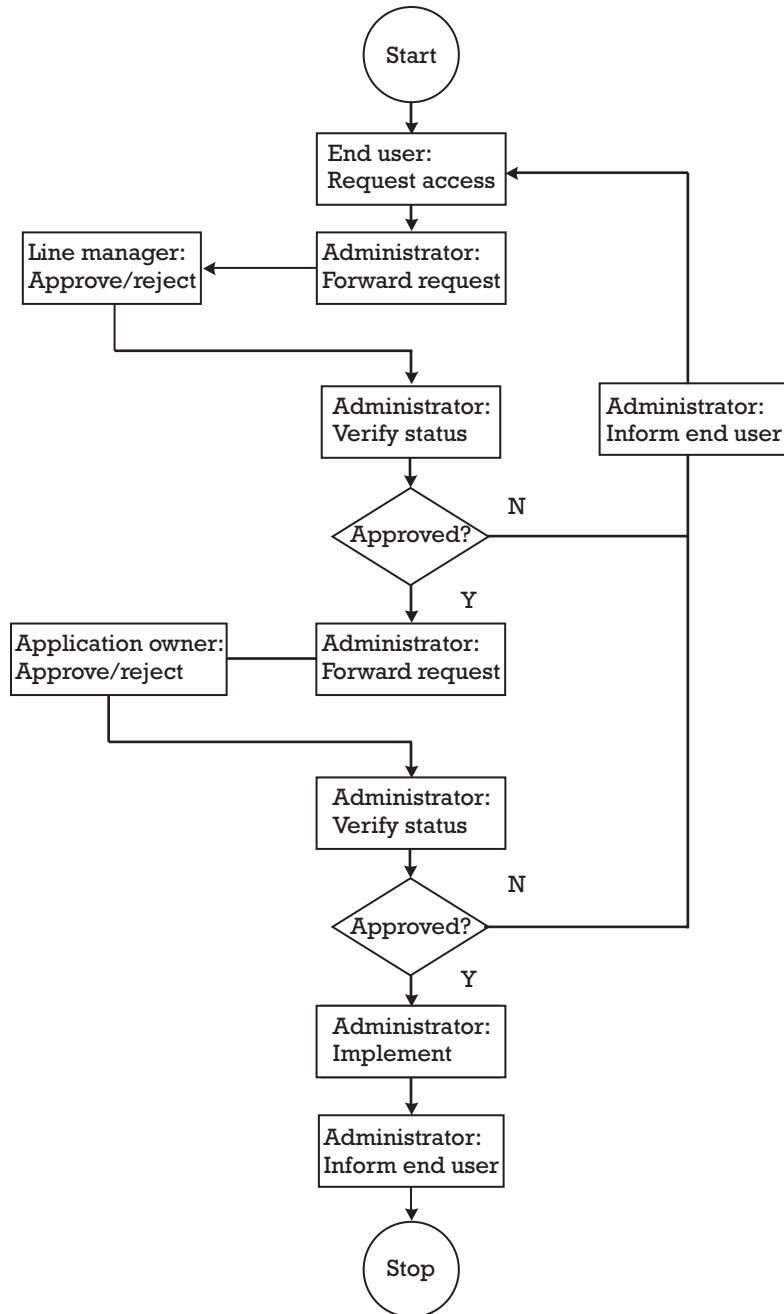 Start
End user:
Request access
Line manager:
Approve/reject
Administrator:
Forward request
Administrator:
Verify status
Administrator:
Inform end user
N
Approved?
Y
Application owner:
Approve/reject
Administrator:
Forward request
Administrator:
Verify status
N
Approved?
Y
Administrator:
Implement
Administrator:
Inform end user
Stop